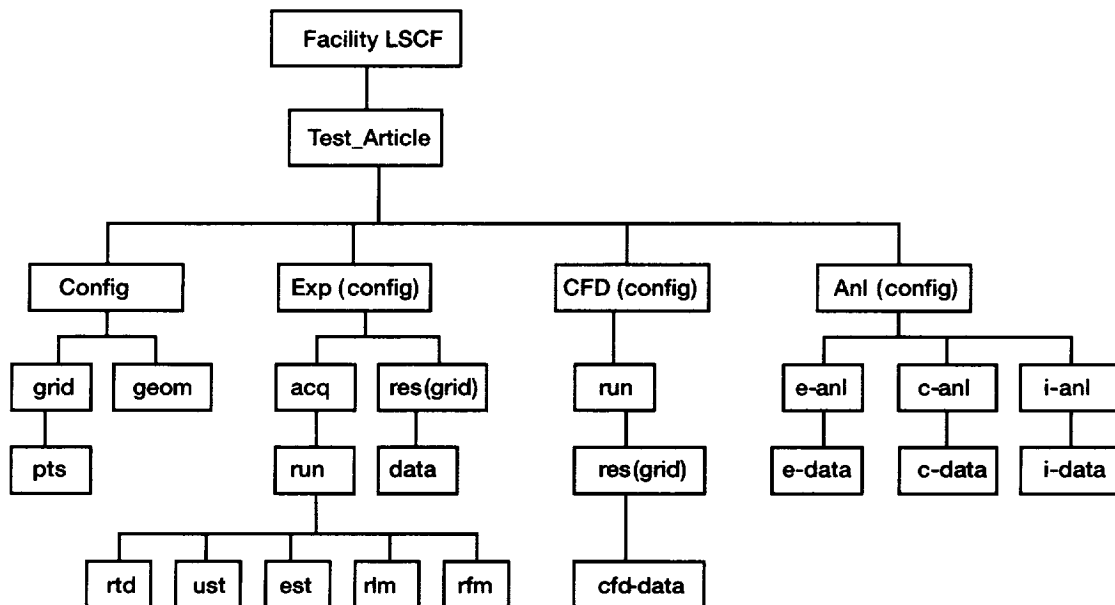 Facility LSCF
Test_Article
Config Exp (config) CFD (config) Anl (config)
grid geom acq res(grid) run e-anl c-anl i-anl
pts run data res(grid) e-data c-data i-data
rtd ust est rlm rfm cfd-data